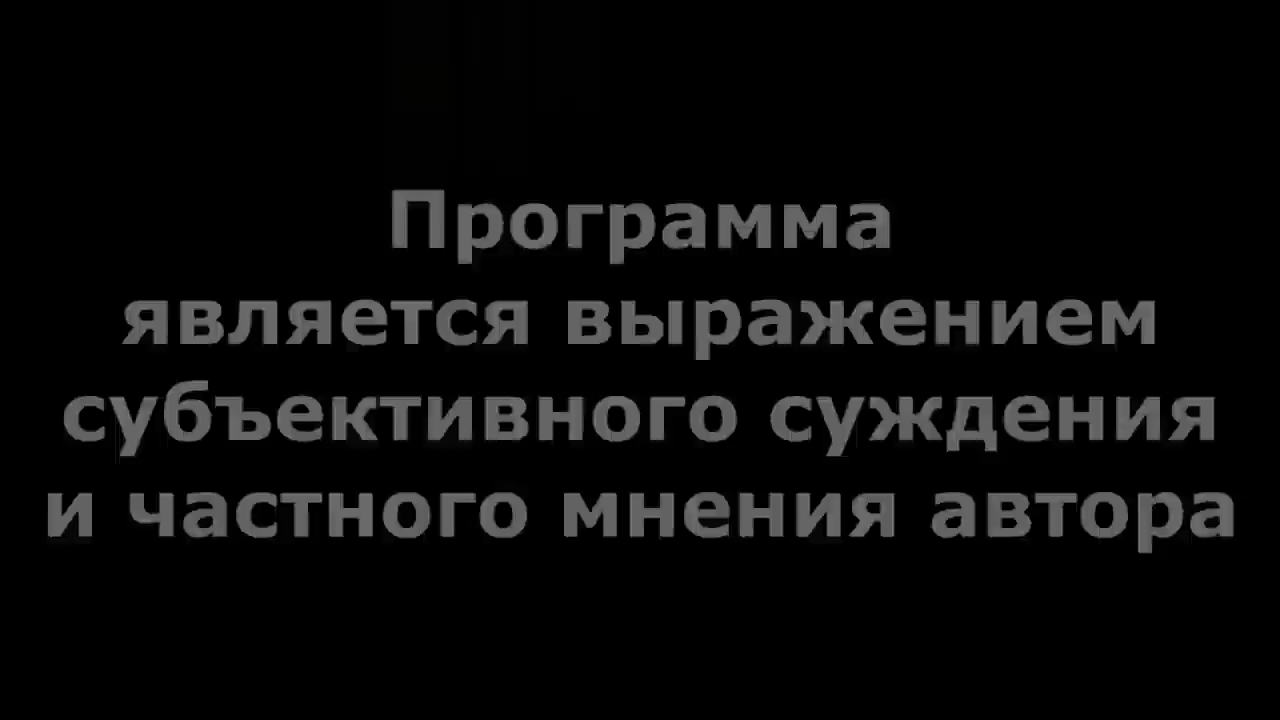 Программа
является выражением
субъективного суждения
и частного мнения автора